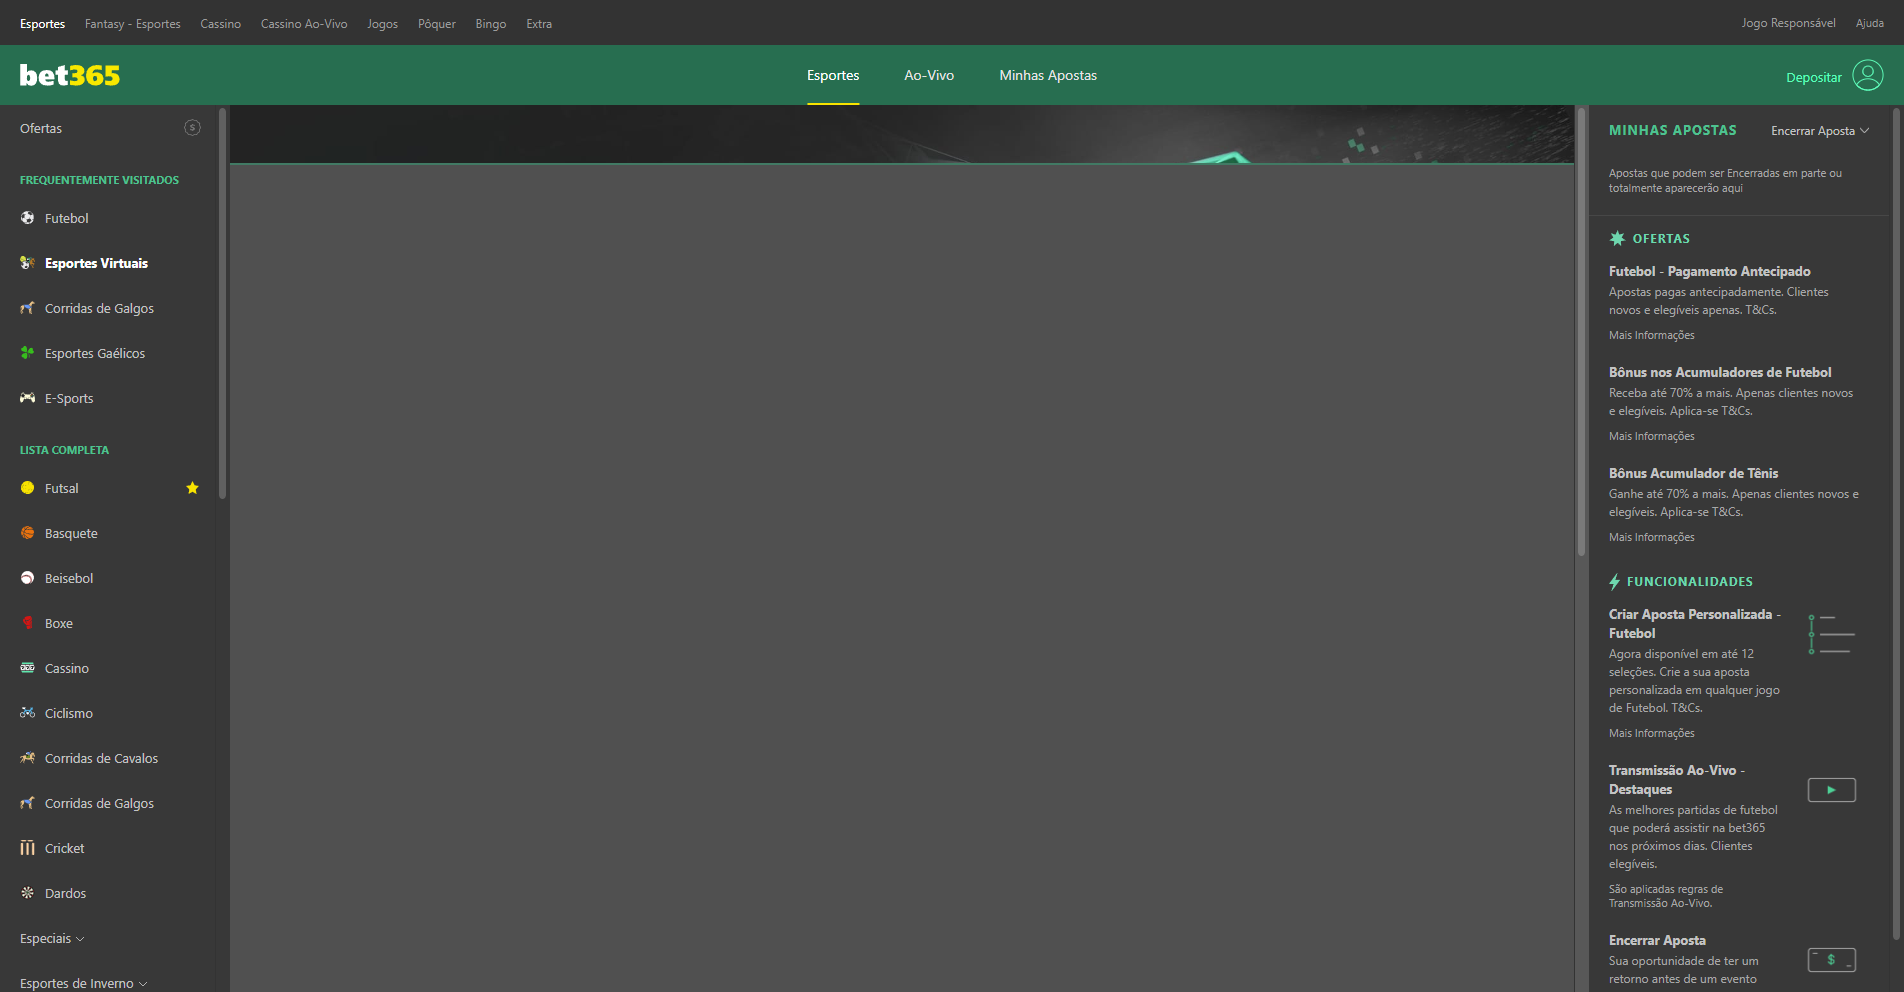 Esportes Fantasy - Esportes Cassino Cassino Ao-Vivo Jogos Pôquer Bingo Extra Jogo Responsável Ajuda
bet365 Esportes Ao-Vivo Minhas Apostas Depositar
Ofertas
FREQUENTEMENTE VISITADOS
Futebol
Esportes Virtuais
Corridas de Galgos
Esportes Gaélicos
E-Sports
LISTA COMPLETA
Futsal
Basquete
Beisebol
Boxe
Cassino
Ciclismo
Corridas de Cavalos
Corridas de Galgos
Cricket
Dardos
Especiais
Esportes de Inverno
MINHAS APOSTAS Encerrar Aposta
Apostas que podem ser Encerradas em parte ou
totalmente aparecerão aqui
OFERTAS
Futebol - Pagamento Antecipado
Apostas pagas antecipadamente. Clientes
novos e elegíveis apenas. T&Cs.
Mais Informações
Bônus nos Acumuladores de Futebol
Receba até 70% a mais. Apenas clientes novos
e elegíveis. Aplica-se T&Cs.
Mais Informações
Bônus Acumulador de Tênis
Ganhe até 70% a mais. Apenas clientes novos e
elegíveis. Aplica-se T&Cs.
Mais Informações
FUNCIONALIDADES
Criar Aposta Personalizada -
Futebol
Agora disponível em até 12
seleções. Crie a sua aposta
personalizada em qualquer jogo
de Futebol. T&Cs.
Mais Informações
Transmissão Ao-Vivo -
Destaques
As melhores partidas de futebol
que poderá assistir na bet365
nos próximos dias. Clientes
elegíveis.
São aplicadas regras de
Transmissão Ao-Vivo.
Encerrar Aposta
Sua oportunidade de ter um
retorno antes de um evento